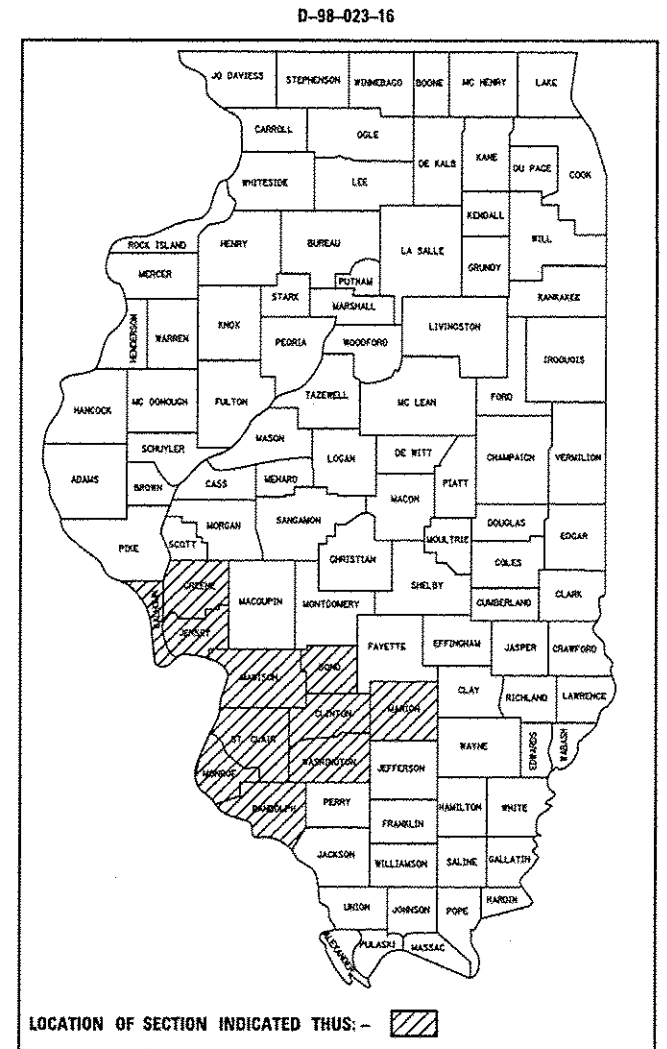 D-98-023-16
JO DAVIESS STEPHENSON WINNEBAGO BOONE MC HENRY LAKE
CARROLL OGLE DE KALB KANE DU PAGE COOK
WHITESIDE LEE KENDALL WILL
ROCK ISLAND HENRY BUREAU LA SALLE GRUNDY
MERCER PUTNAM KANKAKEE
STARK MARSHALL
HENDERSON WARREN KNOX PEORIA WOODFORD LIVINGSTON IROQUOIS
HANCOCK MC DONOUGH FULTON TAZEWELL MC LEAN FORD
SCHUYLER MASON LOGAN DE WITT CHAMPAIGN VERMILION
ADAMS BROWN CASS MENARD PIATT
MACON
PIKE SCOTT MORGAN SANGAMON MOULTRIE DOUGLAS EDGAR
CHRISTIAN COLES
CALHOUN GREENE MACOUPIN MONTGOMERY SHELBY CUMBERLAND CLARK
JERSEY
FAYETTE EFFINGHAM JASPER CRAWFORD
MADISON BOND
CLINTON MARION CLAY RICHLAND LAWRENCE
ST. CLAIR WAYNE EDWARDS WABASH
MONROE WASHINGTON JEFFERSON
RANDOLPH PERRY HAMILTON WHITE
FRANKLIN
JACKSON WILLIAMSON SALINE GALLATIN
UNION JOHNSON POPE HARDIN
ALEXANDER PULASKI MASSAC
LOCATION OF SECTION INDICATED THUS: -